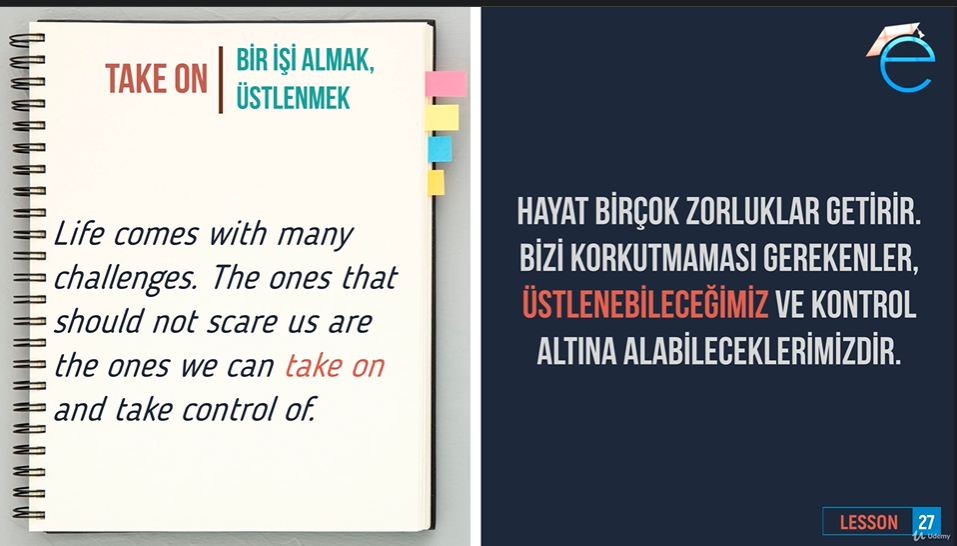 TAKE ON
BİR İŞİ ALMAK,
ÜSTLENMEK
Life comes with many
challenges. The ones that
should not scare us are
the ones we can take on
and take control of.
e
HAYAT BİRÇOK ZORLUKLAR GETİRİR.
BİZİ KORKUTMAMASI GEREKENLER,
ÜSTLENEBİLECEĞİMİZ VE KONTROL
ALTINA ALABİLECEKLERİMİZDİR.
LESSON 27
Udemy